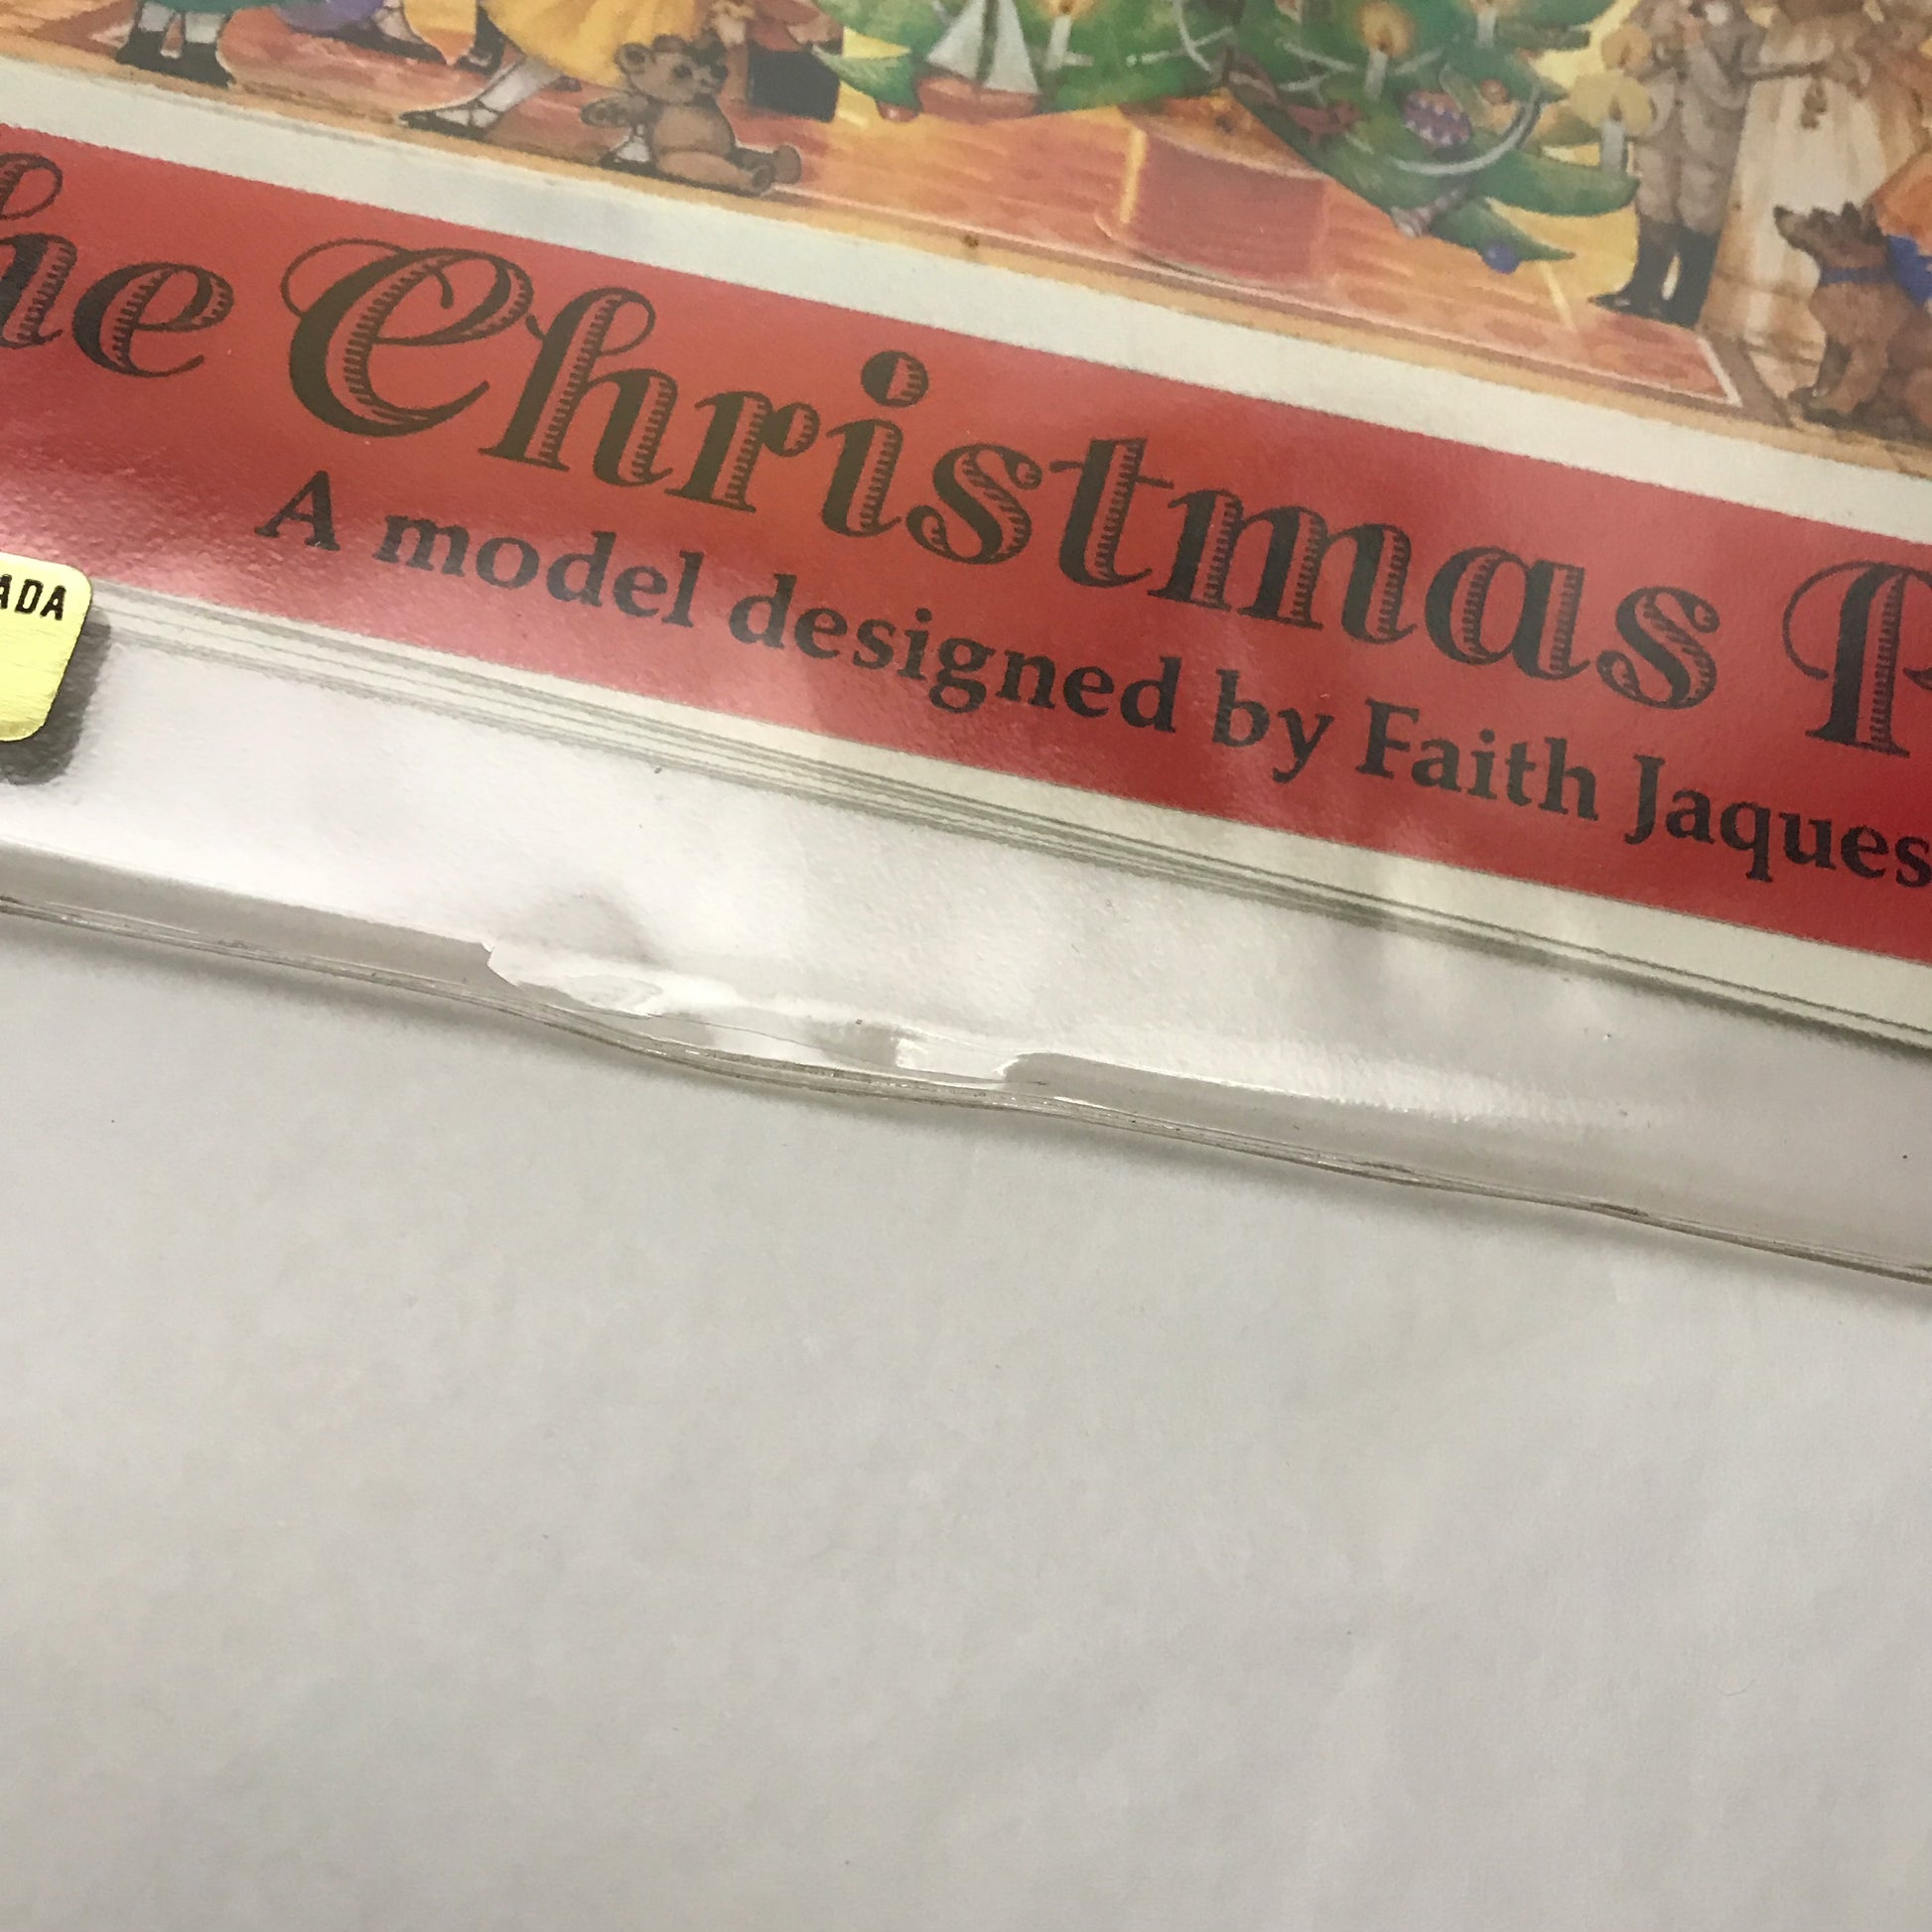 he Christmas P
A model designed by Faith Jaques
ADA